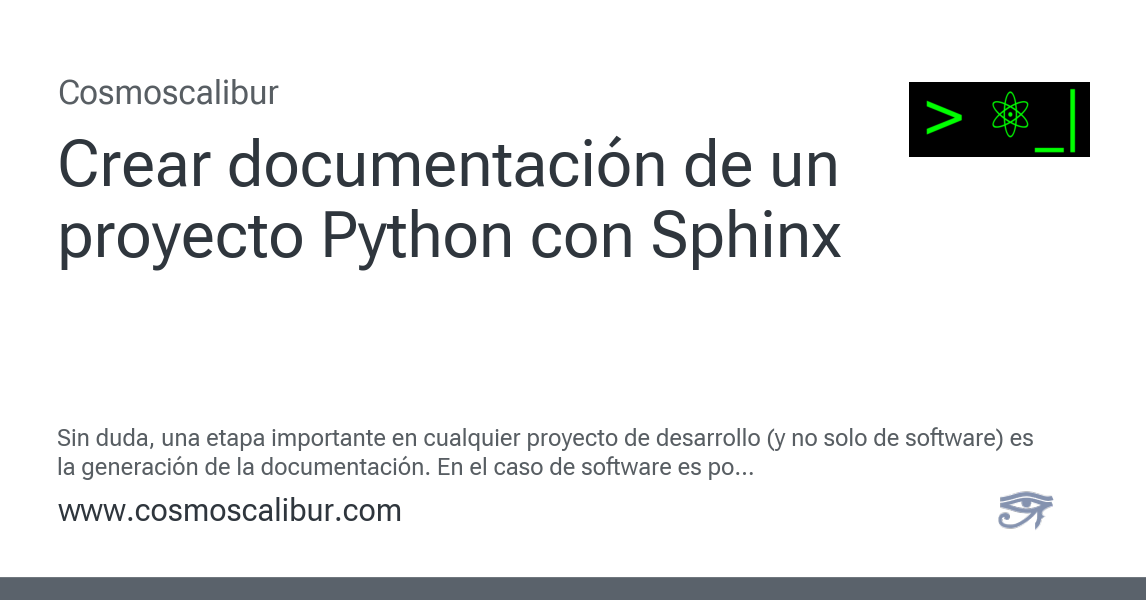 Cosmoscalibur
> ⚛ _|
Crear documentación de un
proyecto Python con Sphinx
Sin duda, una etapa importante en cualquier proyecto de desarrollo (y no solo de software) es
la generación de la documentación. En el caso de software es po...
www.cosmoscalibur.com